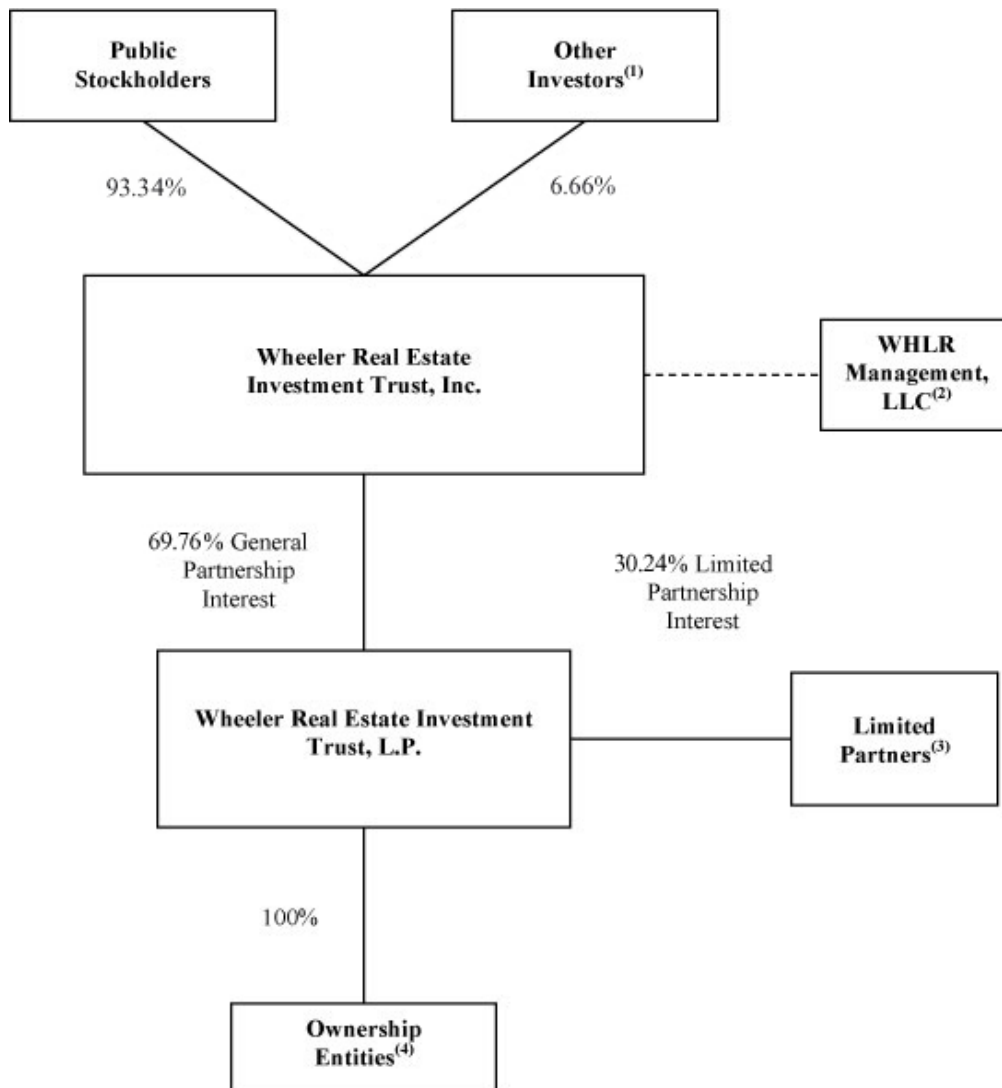 Public
Stockholders
Other
Investors(1)
93.34%
6.66%
Wheeler Real Estate
Investment Trust, Inc.
WHLR
Management,
LLC(2)
69.76% General
Partnership
Interest
30.24% Limited
Partnership
Interest
Wheeler Real Estate Investment
Trust, L.P.
Limited
Partners(3)
100%
Ownership
Entities(4)